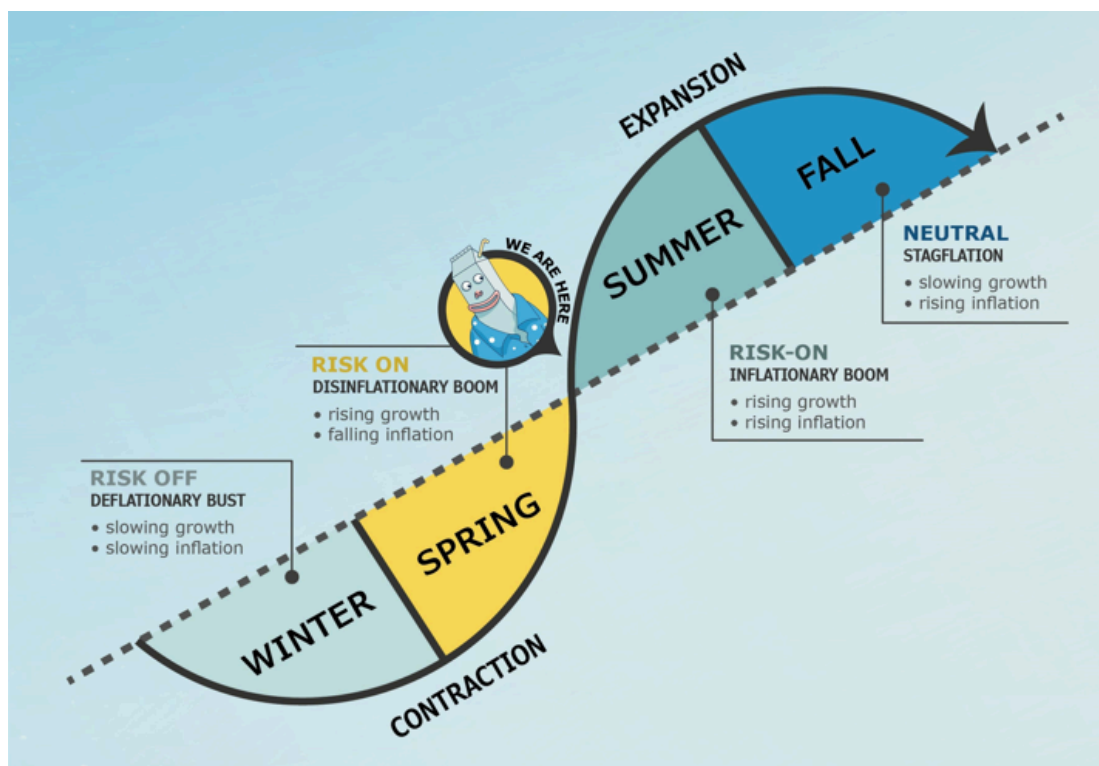 EXPANSION
FALL
SUMMER
WE ARE HERE
NEUTRAL
STAGFLATION
• slowing growth
• rising inflation
RISK-ON
INFLATIONARY BOOM
• rising growth
• rising inflation
RISK ON
DISINFLATIONARY BOOM
• rising growth
• falling inflation
RISK OFF
DEFLATIONARY BUST
• slowing growth
• slowing inflation
SPRING
WINTER
CONTRACTION